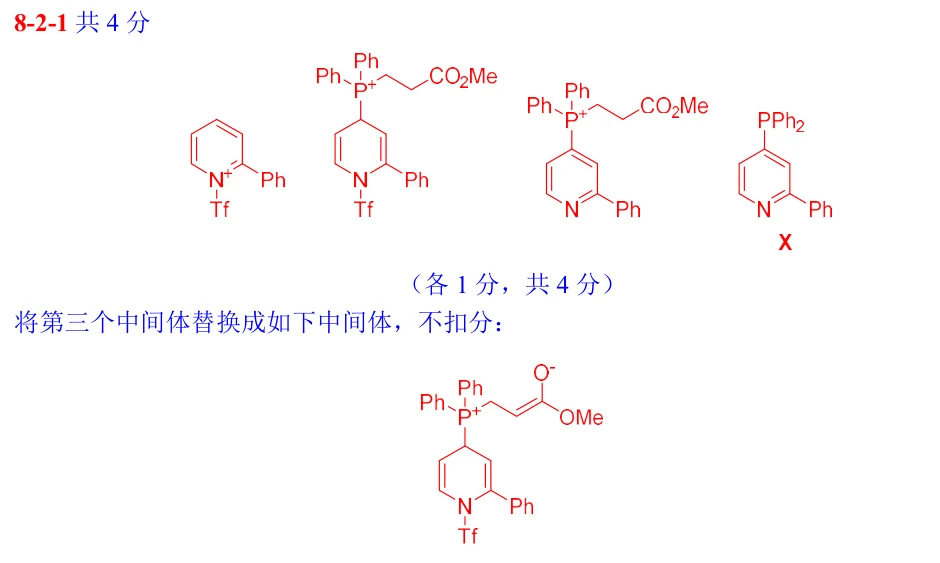 8-2-1 共 4 分
Ph
Ph P+ CO2Me
N Ph
Tf
Ph
Ph P+ CO2Me
N Ph
PPh2
N Ph
X
N+ Ph
Tf
（各 1 分，共 4 分）
将第三个中间体替换成如下中间体，不扣分：
O-
Ph
Ph P+ OMe
N Ph
Tf